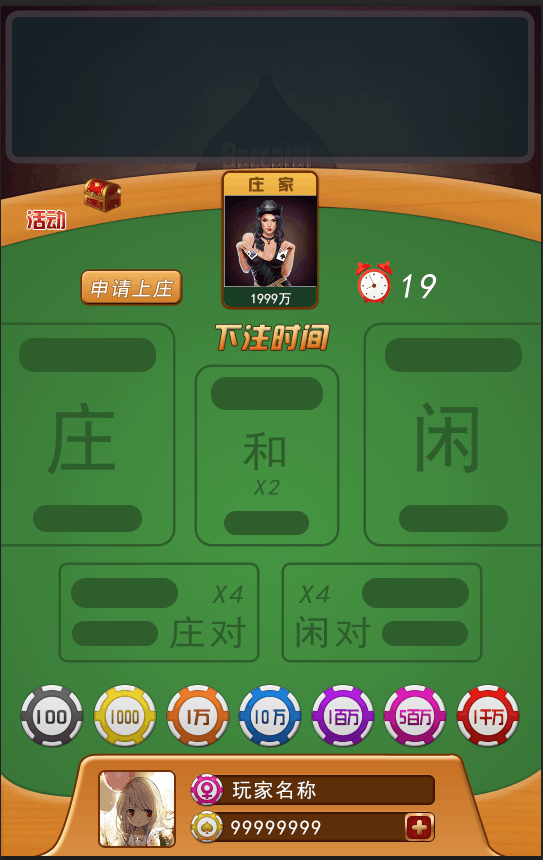 Baccarat
庄 家
活动
1999万
申请上庄
19
下注时间
庄
和
X2
闲
X4
庄对
X4
闲对
100
1000
1万
10万
1百万
5百万
1千万
玩家名称
99999999